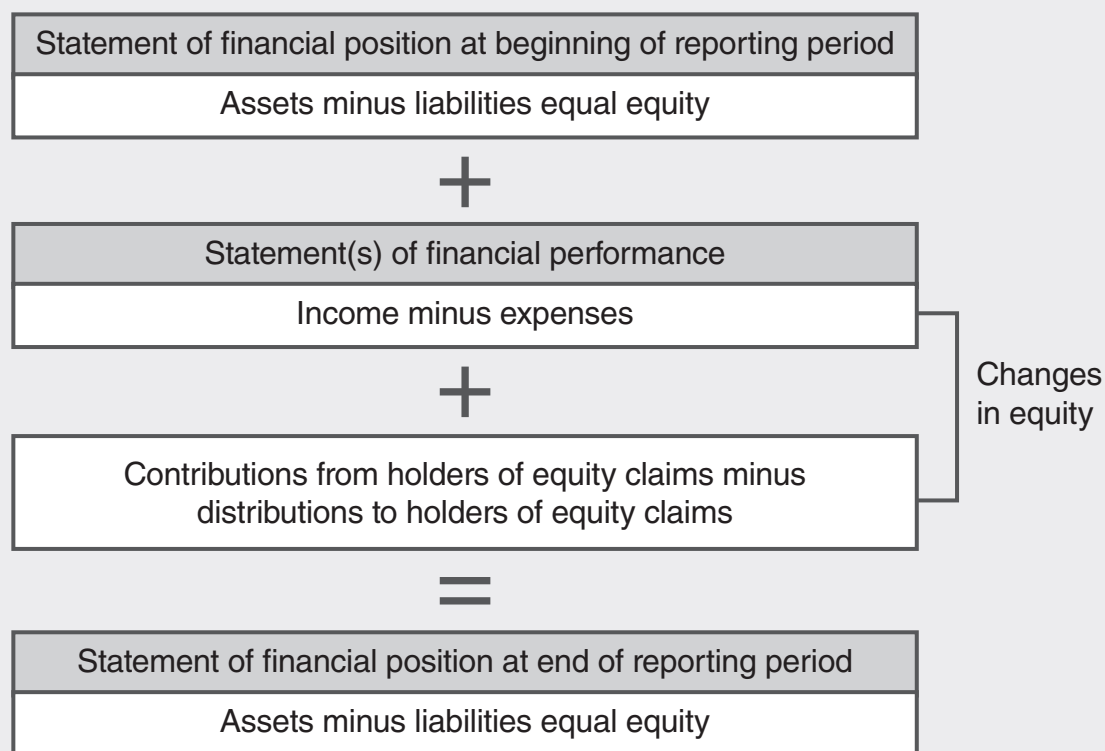 Statement of financial position at beginning of reporting period
Assets minus liabilities equal equity
+
Statement(s) of financial performance
Income minus expenses
+
Changes
in equity
Contributions from holders of equity claims minus
distributions to holders of equity claims
=
Statement of financial position at end of reporting period
Assets minus liabilities equal equity